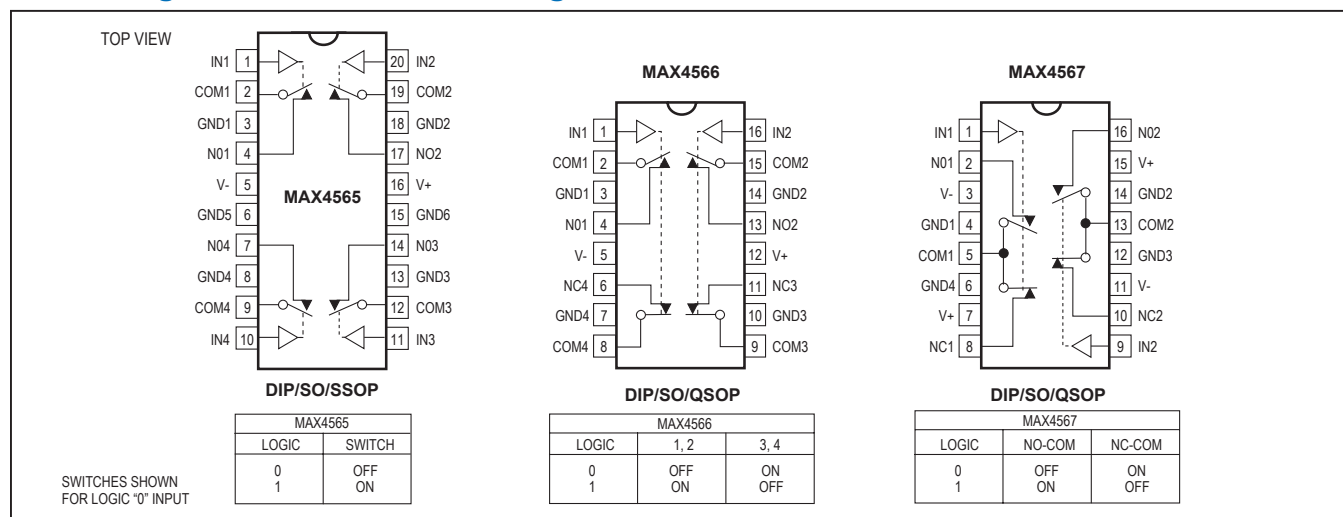 TOP VIEW
IN1 1
20 IN2
COM1 2
19 COM2
GND1 3
18 GND2
N01 4
17 NO2
V- 5
16 V+
MAX4565
GND5 6
15 GND6
N04 7
14 N03
GND4 8
13 GND3
COM4 9
12 COM3
IN4 10
11 IN3
DIP/SO/SSOP
MAX4565
LOGIC SWITCH
0 OFF
1 ON
SWITCHES SHOWN
FOR LOGIC “0” INPUT
MAX4566
IN1 1
16 IN2
COM1 2
15 COM2
GND1 3
14 GND2
N01 4
13 NO2
V- 5
12 V+
NC4 6
11 NC3
GND4 7
10 GND3
COM4 8
9 COM3
DIP/SO/QSOP
MAX4566
LOGIC 1, 2 3, 4
0 OFF ON
1 ON OFF
MAX4567
IN1 1
16 N02
N01 2
15 V+
V- 3
14 GND2
GND1 4
13 COM2
COM1 5
12 GND3
GND4 6
11 V-
V+ 7
10 NC2
NC1 8
9 IN2
DIP/SO/QSOP
MAX4567
LOGIC NO-COM NC-COM
0 OFF ON
1 ON OFF